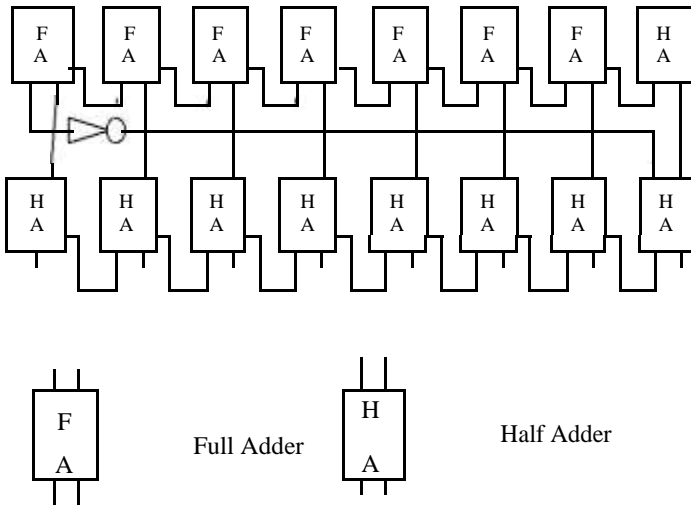 F F F F F F F H
A A A A A A A A
H H H H H H H H
A A A A A A A A
F
A
Full Adder
H
A
Half Adder